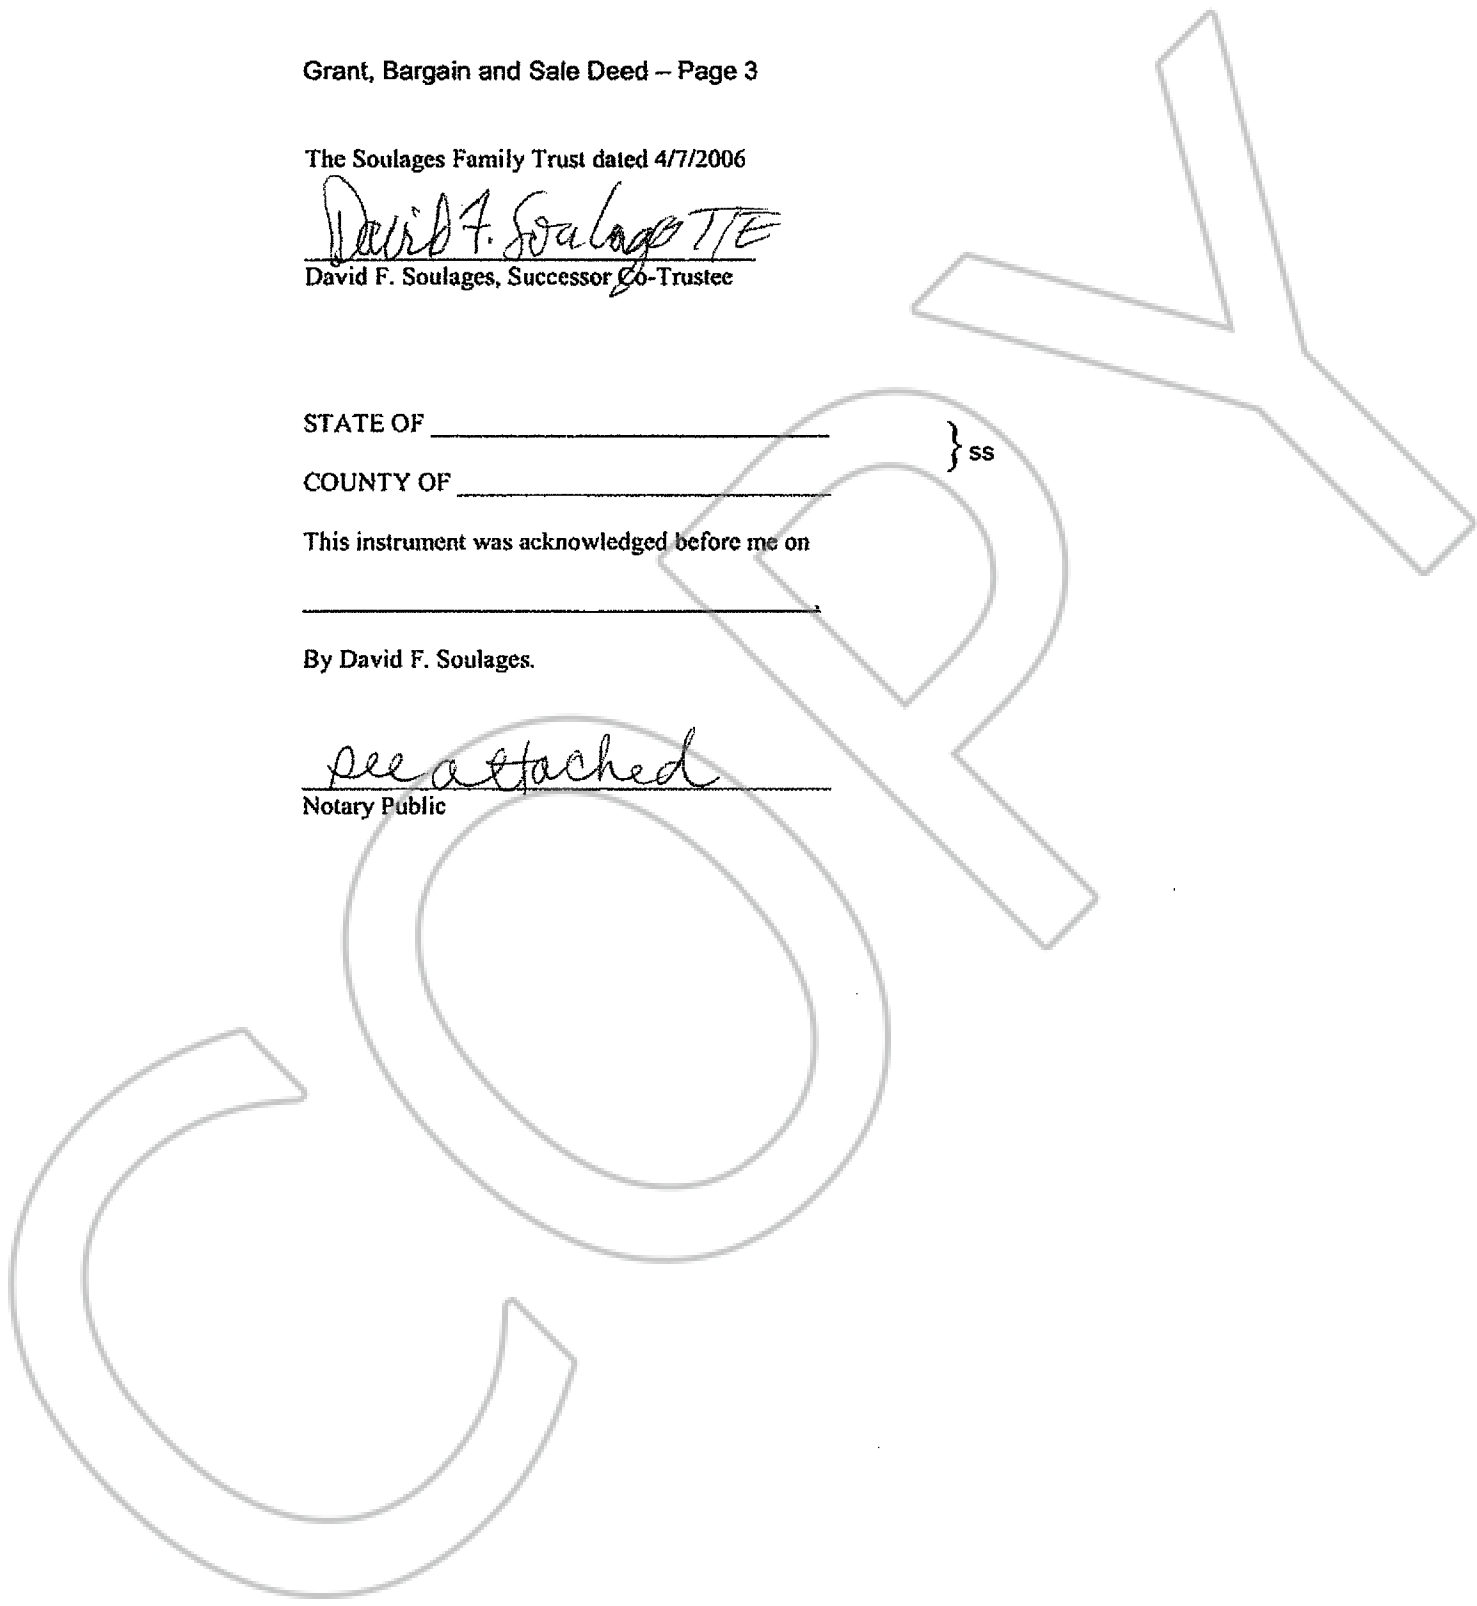 Grant, Bargain and Sale Deed – Page 3
The Soulages Family Trust dated 4/7/2006
David F. Soulages TTE
David F. Soulages, Successor Co-Trustee
STATE OF
} ss
COUNTY OF
This instrument was acknowledged before me on
,
By David F. Soulages.
see attached
Notary Public
COPY